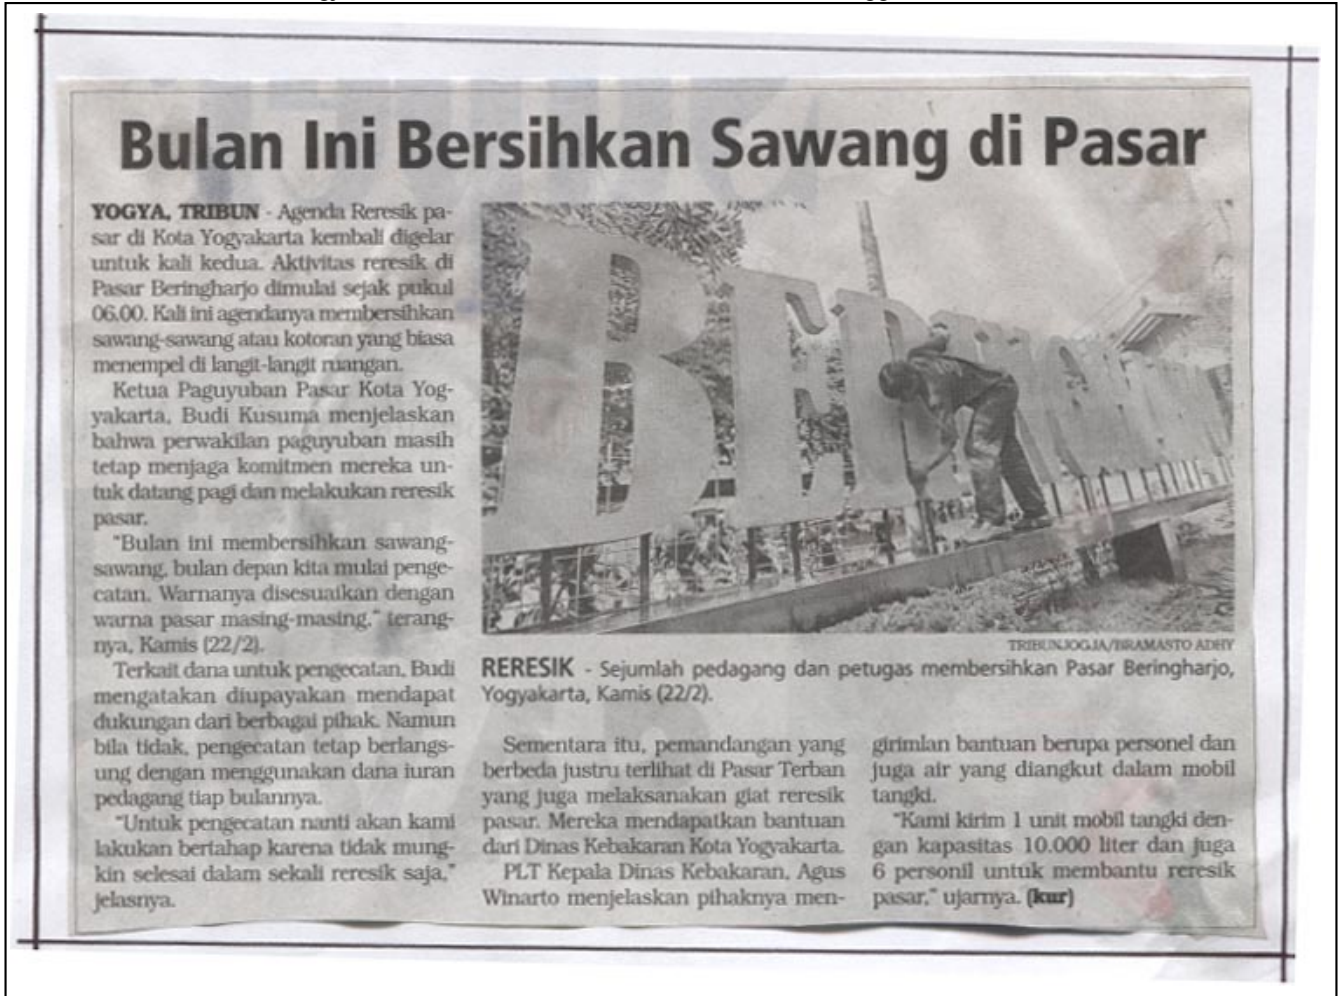 Bulan Ini Bersihkan Sawang di Pasar
YOGYA, TRIBUN - Agenda Reresik pa-
sar di Kota Yogyakarta kembali digelar
untuk kali kedua. Aktivitas reresik di
Pasar Beringharjo dimulai sejak pukul
06.00. Kali ini agendanya membersihkan
sawang-sawang atau kotoran yang biasa
menempel di langit-langit ruangan.
Ketua Paguyuban Pasar Kota Yog-
yakarta, Budi Kusuma menjelaskan
bahwa perwakilan paguyuban masih
tetap menjaga komitmen mereka un-
tuk datang pagi dan melakukan reresik
pasar.
"Bulan ini membersihkan sawang-
sawang, bulan depan kita mulai penge-
catan. Warnanya disesuaikan dengan
warna pasar masing-masing," terang-
nya, Kamis (22/2).
Terkait dana untuk pengecatan, Budi
mengatakan diupayakan mendapat
dukungan dari berbagai pihak. Namun
bila tidak, pengecatan tetap berlangs-
ung dengan menggunakan dana iuran
pedagang tiap bulannya.
"Untuk pengecatan nanti akan kami
lakukan bertahap karena tidak mung-
kin selesai dalam sekali reresik saja,"
jelasnya.
BER
TRIBUNJOGJA/BRAMASTO ADHY
RERESIK - Sejumlah pedagang dan petugas membersihkan Pasar Beringharjo,
Yogyakarta, Kamis (22/2).
Sementara itu, pemandangan yang
berbeda justru terlihat di Pasar Terban
yang juga melaksanakan giat reresik
pasar. Mereka mendapatkan bantuan
dari Dinas Kebakaran Kota Yogyakarta.
PLT Kepala Dinas Kebakaran, Agus
Winarto menjelaskan pihaknya men-
girimlan bantuan berupa personel dan
juga air yang diangkut dalam mobil
tangki.
"Kami kirim 1 unit mobil tangki den-
gan kapasitas 10.000 liter dan juga
6 personil untuk membantu reresik
pasar," ujarnya. (kur)